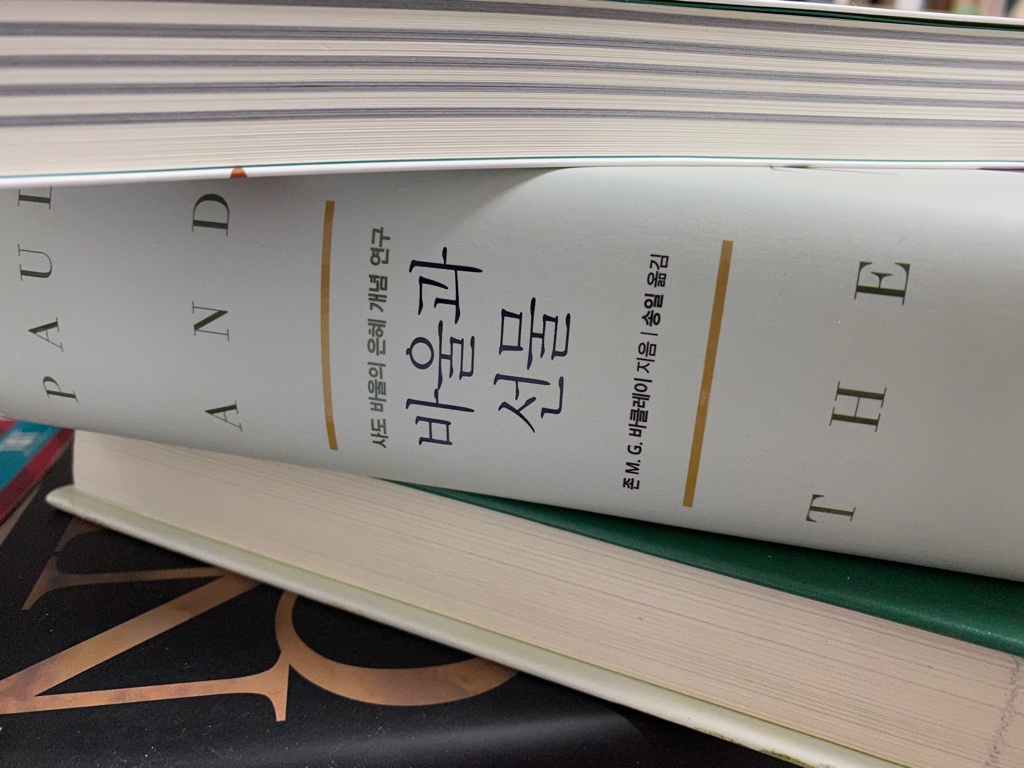 PAUL
AND
사도 바울의 은혜 개념 연구
바울과
선물
존 M. G. 바클레이 지음 | 송일 옮김
THE